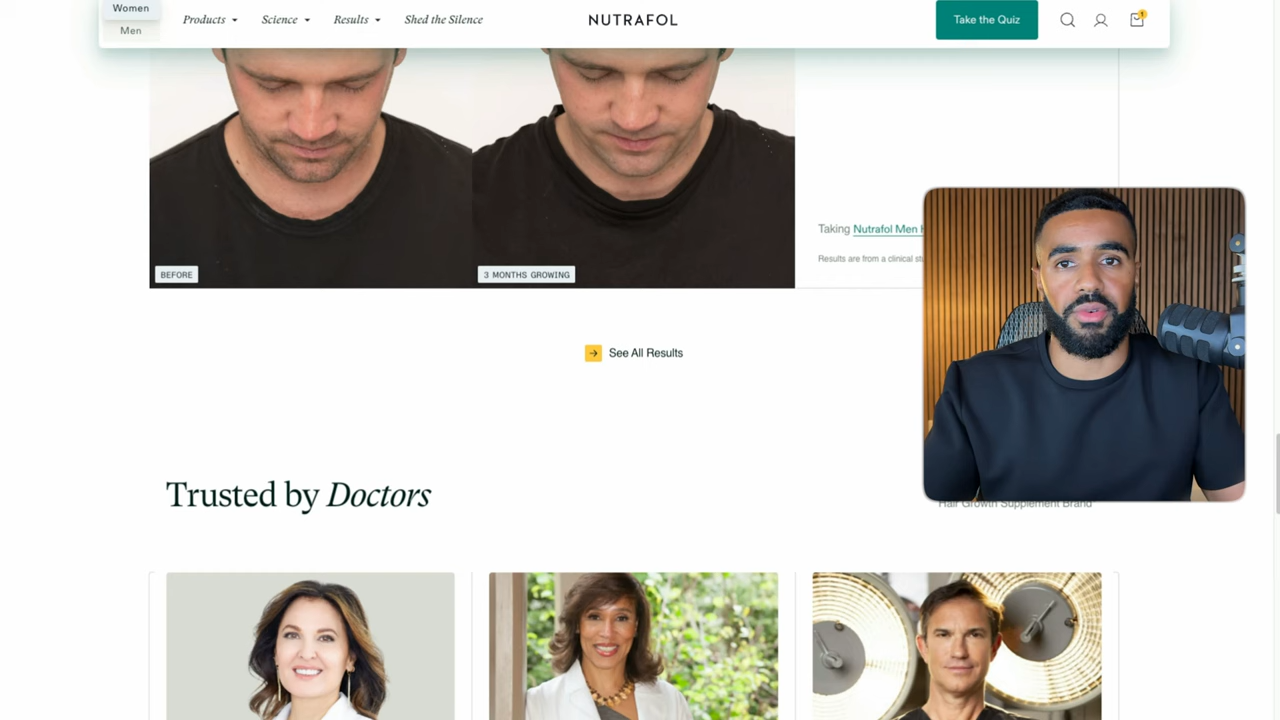 Women
Men
Products
Science
Results
Shed the Silence
NUTRAFOL
Take the Quiz
1
BEFORE
3 MONTHS GROWING
Taking Nutrafol Men
Results are from a clinical
See All Results
Trusted by Doctors
Hair Growth Supplement Brand